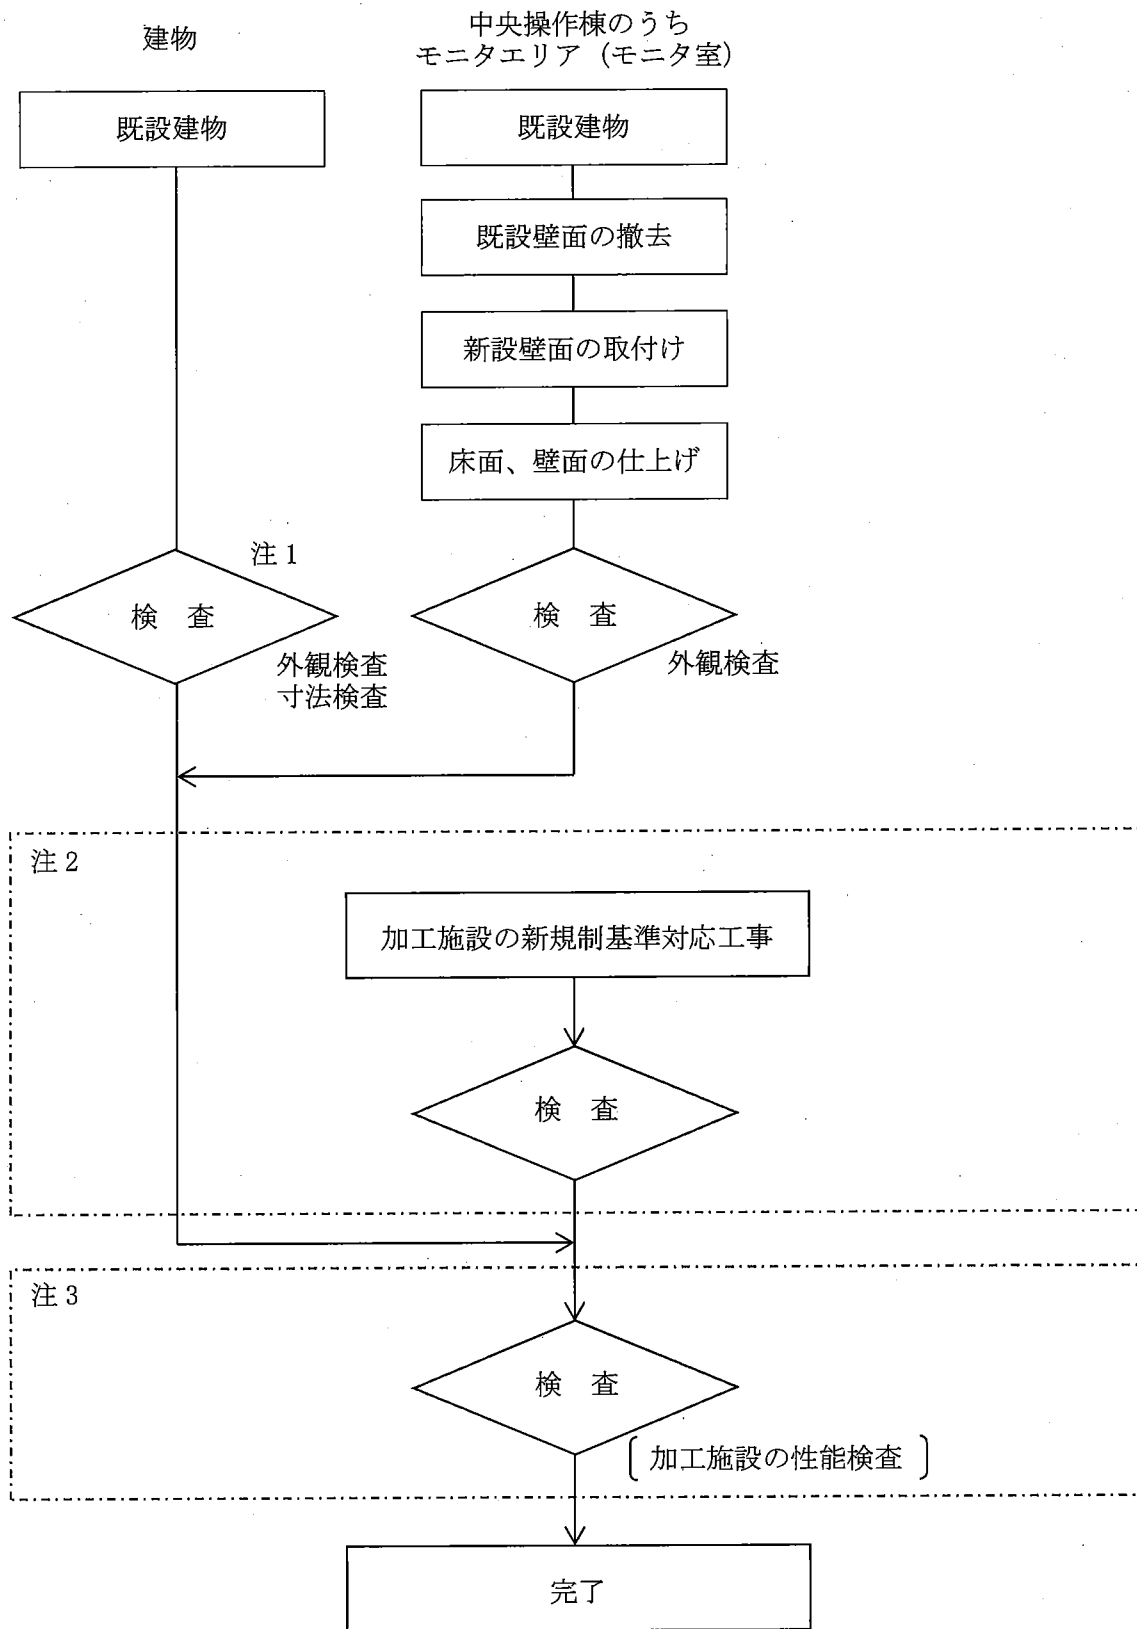 建物
中央操作棟のうち
モニタエリア（モニタ室）
既設建物
既設建物
既設壁面の撤去
新設壁面の取付け
床面、壁面の仕上げ
注1
検　査
外観検査
寸法検査
検　査
外観検査
注2
加工施設の新規制基準対応工事
検　査
注3
検　査
〔加工施設の性能検査〕
完了